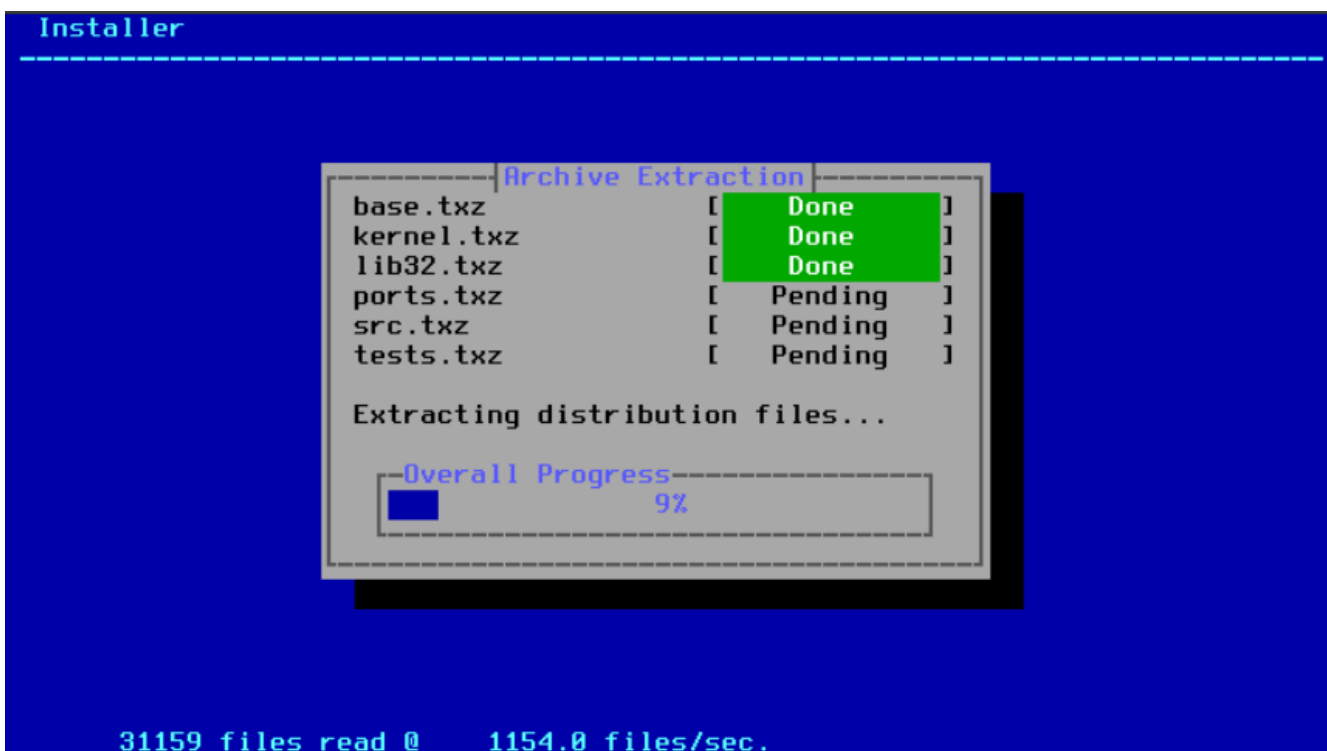 Installer
Archive Extraction
base.txz [ Done ]
kernel.txz [ Done ]
lib32.txz [ Done ]
ports.txz [ Pending ]
src.txz [ Pending ]
tests.txz [ Pending ]
Extracting distribution files...
Overall Progress
9%
31159 files read @ 1154.0 files/sec.